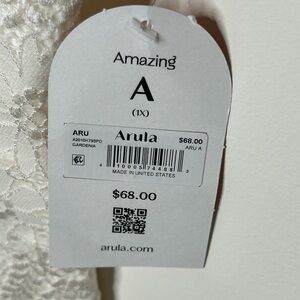 Amazing
A
(1X)
ARU Arula $68.00
GARDENIA ARU A
MADE IN UNITED STATES
$68.00
arula.com